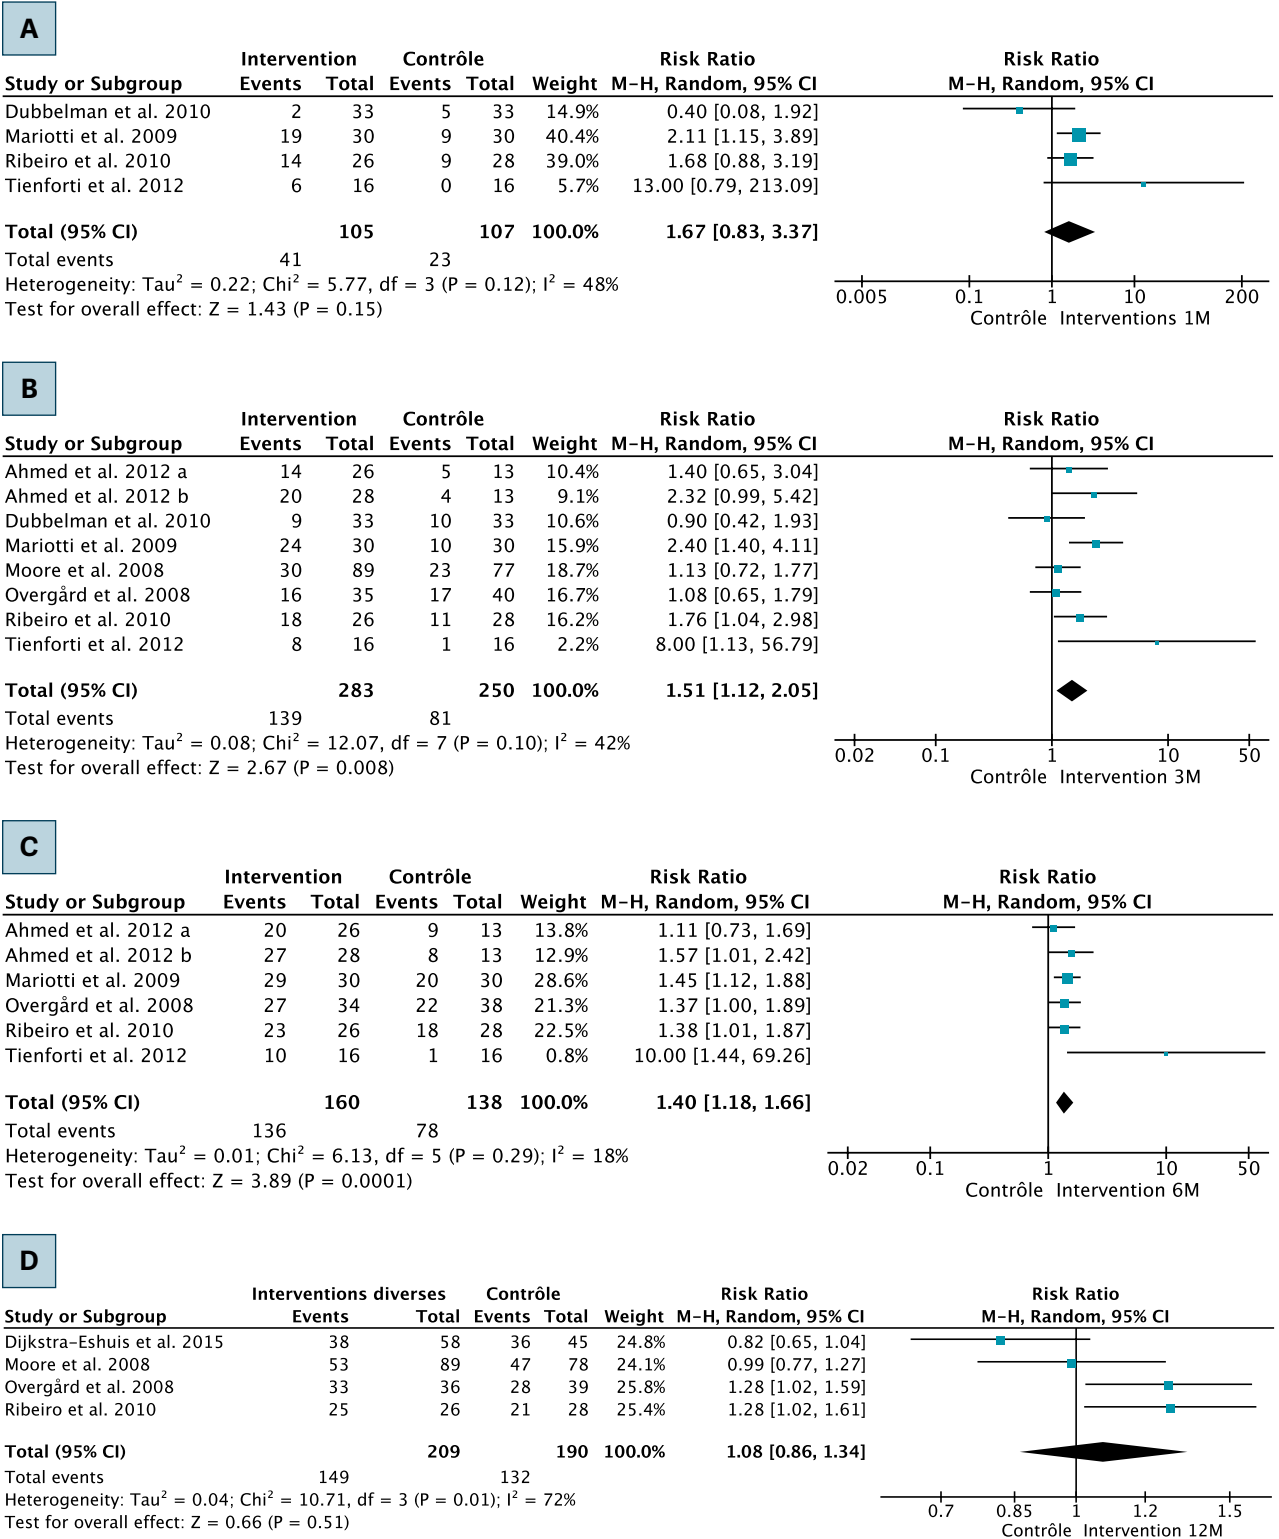 A
Intervention Contrôle Risk Ratio Risk Ratio
Study or Subgroup Events Total Events Total Weight M-H, Random, 95% CI M-H, Random, 95% CI
Dubbelman et al. 2010 2 33 5 33 14.9% 0.40 [0.08, 1.92]
Mariotti et al. 2009 19 30 9 30 40.4% 2.11 [1.15, 3.89]
Ribeiro et al. 2010 14 26 9 28 39.0% 1.68 [0.88, 3.19]
Tienforti et al. 2012 6 16 0 16 5.7% 13.00 [0.79, 213.09]
Total (95% CI) 105 107 100.0% 1.67 [0.83, 3.37]
Total events 41 23
Heterogeneity: Tau² = 0.22; Chi² = 5.77, df = 3 (P = 0.12); I² = 48%
Test for overall effect: Z = 1.43 (P = 0.15)
0.005 0.1 1 10 200
Contrôle Interventions 1M
B
Intervention Contrôle Risk Ratio Risk Ratio
Study or Subgroup Events Total Events Total Weight M-H, Random, 95% CI M-H, Random, 95% CI
Ahmed et al. 2012 a 14 26 5 13 10.4% 1.40 [0.65, 3.04]
Ahmed et al. 2012 b 20 28 4 13 9.1% 2.32 [0.99, 5.42]
Dubbelman et al. 2010 9 33 10 33 10.6% 0.90 [0.42, 1.93]
Mariotti et al. 2009 24 30 10 30 15.9% 2.40 [1.40, 4.11]
Moore et al. 2008 30 89 23 77 18.7% 1.13 [0.72, 1.77]
Overgård et al. 2008 16 35 17 40 16.7% 1.08 [0.65, 1.79]
Ribeiro et al. 2010 18 26 11 28 16.2% 1.76 [1.04, 2.98]
Tienforti et al. 2012 8 16 1 16 2.2% 8.00 [1.13, 56.79]
Total (95% CI) 283 250 100.0% 1.51 [1.12, 2.05]
Total events 139 81
Heterogeneity: Tau² = 0.08; Chi² = 12.07, df = 7 (P = 0.10); I² = 42%
Test for overall effect: Z = 2.67 (P = 0.008)
0.02 0.1 1 10 50
Contrôle Intervention 3M
C
Intervention Contrôle Risk Ratio Risk Ratio
Study or Subgroup Events Total Events Total Weight M-H, Random, 95% CI M-H, Random, 95% CI
Ahmed et al. 2012 a 20 26 9 13 13.8% 1.11 [0.73, 1.69]
Ahmed et al. 2012 b 27 28 8 13 12.9% 1.57 [1.01, 2.42]
Mariotti et al. 2009 29 30 20 30 28.6% 1.45 [1.12, 1.88]
Overgård et al. 2008 27 34 22 38 21.3% 1.37 [1.00, 1.89]
Ribeiro et al. 2010 23 26 18 28 22.5% 1.38 [1.01, 1.87]
Tienforti et al. 2012 10 16 1 16 0.8% 10.00 [1.44, 69.26]
Total (95% CI) 160 138 100.0% 1.40 [1.18, 1.66]
Total events 136 78
Heterogeneity: Tau² = 0.01; Chi² = 6.13, df = 5 (P = 0.29); I² = 18%
Test for overall effect: Z = 3.89 (P = 0.0001)
0.02 0.1 1 10 50
Contrôle Intervention 6M
D
Interventions diverses Contrôle Risk Ratio Risk Ratio
Study or Subgroup Events Total Events Total Weight M-H, Random, 95% CI M-H, Random, 95% CI
Dijkstra-Eshuis et al. 2015 38 58 36 45 24.8% 0.82 [0.65, 1.04]
Moore et al. 2008 53 89 47 78 24.1% 0.99 [0.77, 1.27]
Overgård et al. 2008 33 36 28 39 25.8% 1.28 [1.02, 1.59]
Ribeiro et al. 2010 25 26 21 28 25.4% 1.28 [1.02, 1.61]
Total (95% CI) 209 190 100.0% 1.08 [0.86, 1.34]
Total events 149 132
Heterogeneity: Tau² = 0.04; Chi² = 10.71, df = 3 (P = 0.01); I² = 72%
Test for overall effect: Z = 0.66 (P = 0.51)
0.7 0.85 1 1.2 1.5
Contrôle Intervention 12M